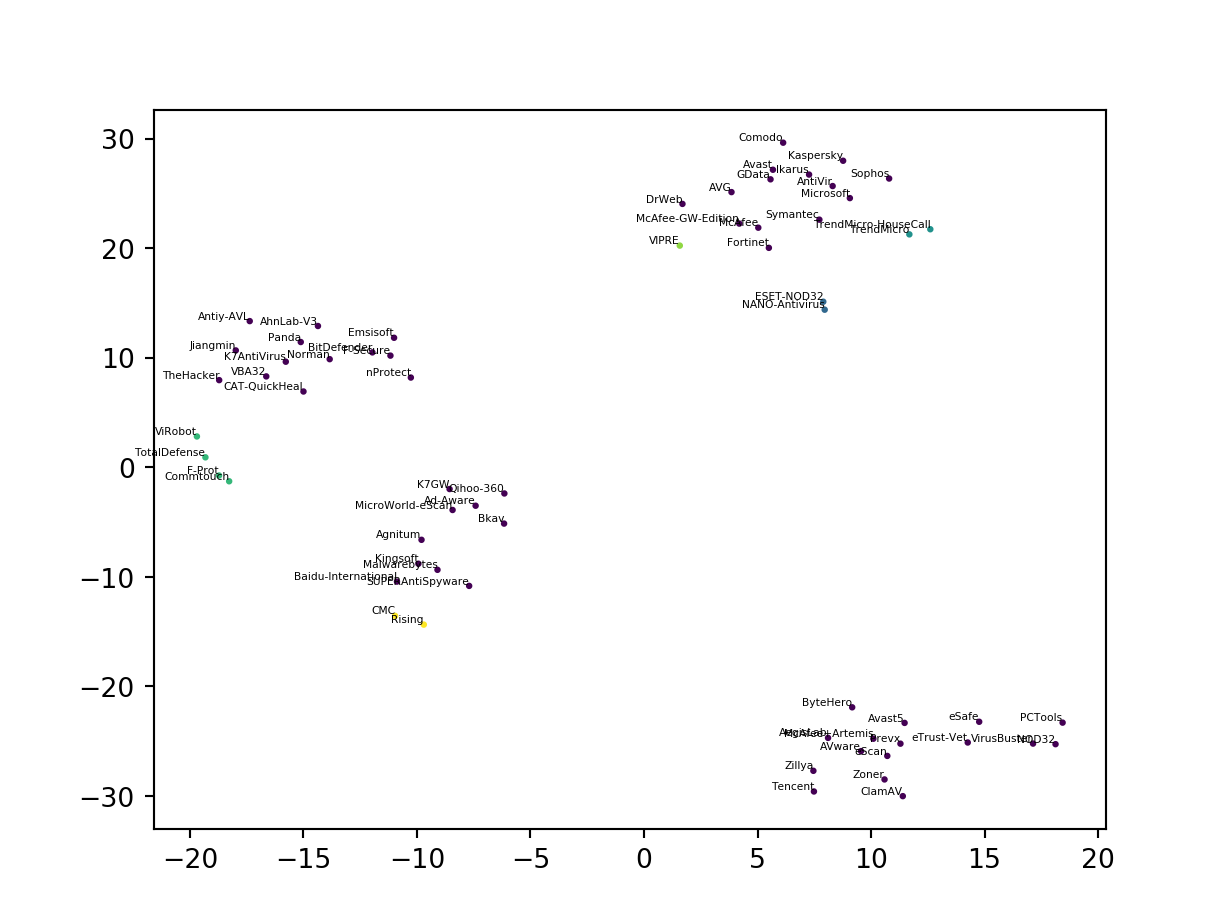 30
20
10
0
−10
−20
−30
−20
−15
−10
−5
0
5
10
15
20
Comodo
Kaspersky
Avast
GData
Ikarus
Sophos
AntiVir
Microsoft
AVG
DrWeb
McAfee-GW-Edition
McAfee
Symantec
TrendMicro-HouseCall
TrendMicro
VIPRE
Fortinet
ESET-NOD32
NANO-Antivirus
Antiy-AVL
AhnLab-V3
Emsisoft
Panda
Jiangmin
BitDefender
F-Secure
K7AntiVirus
Norman
VBA32
nProtect
TheHacker
CAT-QuickHeal
ViRobot
TotalDefense
F-Prot
Commtouch
K7GW
Qihoo-360
Ad-Aware
MicroWorld-eScan
Bkav
Agnitum
Kingsoft
Malwarebytes
Baidu-International
SUPERAntiSpyware
CMC
Rising
ByteHero
Avast5
eSafe
PCTools
AegisLab
McAfee+Artemis
Prevx
eTrust-Vet
VirusBuster
NOD32
AVware
eScan
Zillya
Zoner
Tencent
ClamAV